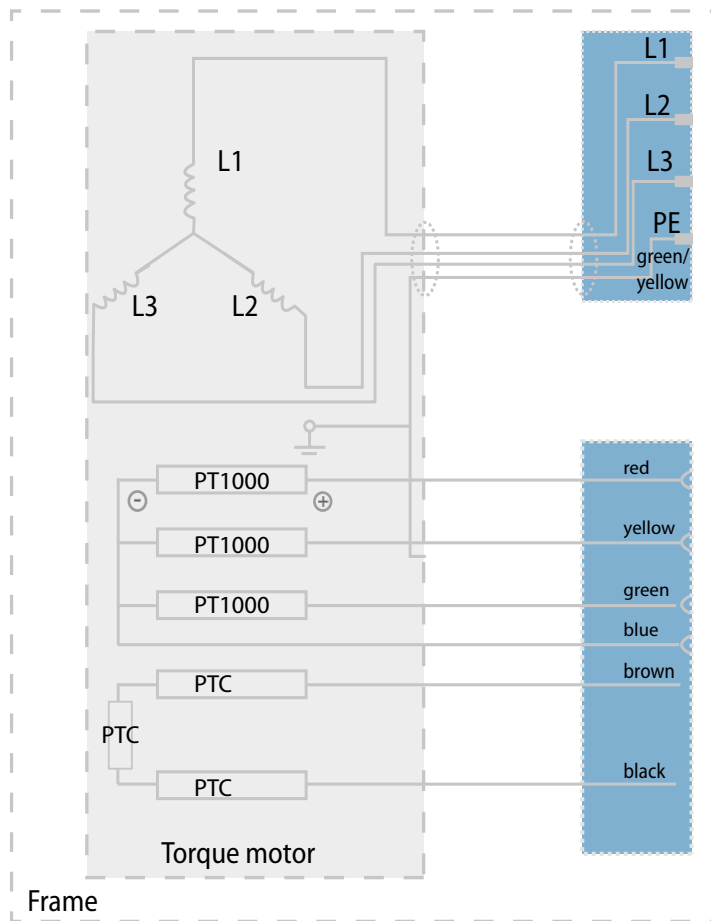 L1
L2
L3
PE
green/
yellow
L1
L3
L2
red
PT1000
yellow
PT1000
green
PT1000
blue
brown
PTC
PTC
black
PTC
Torque motor
Frame